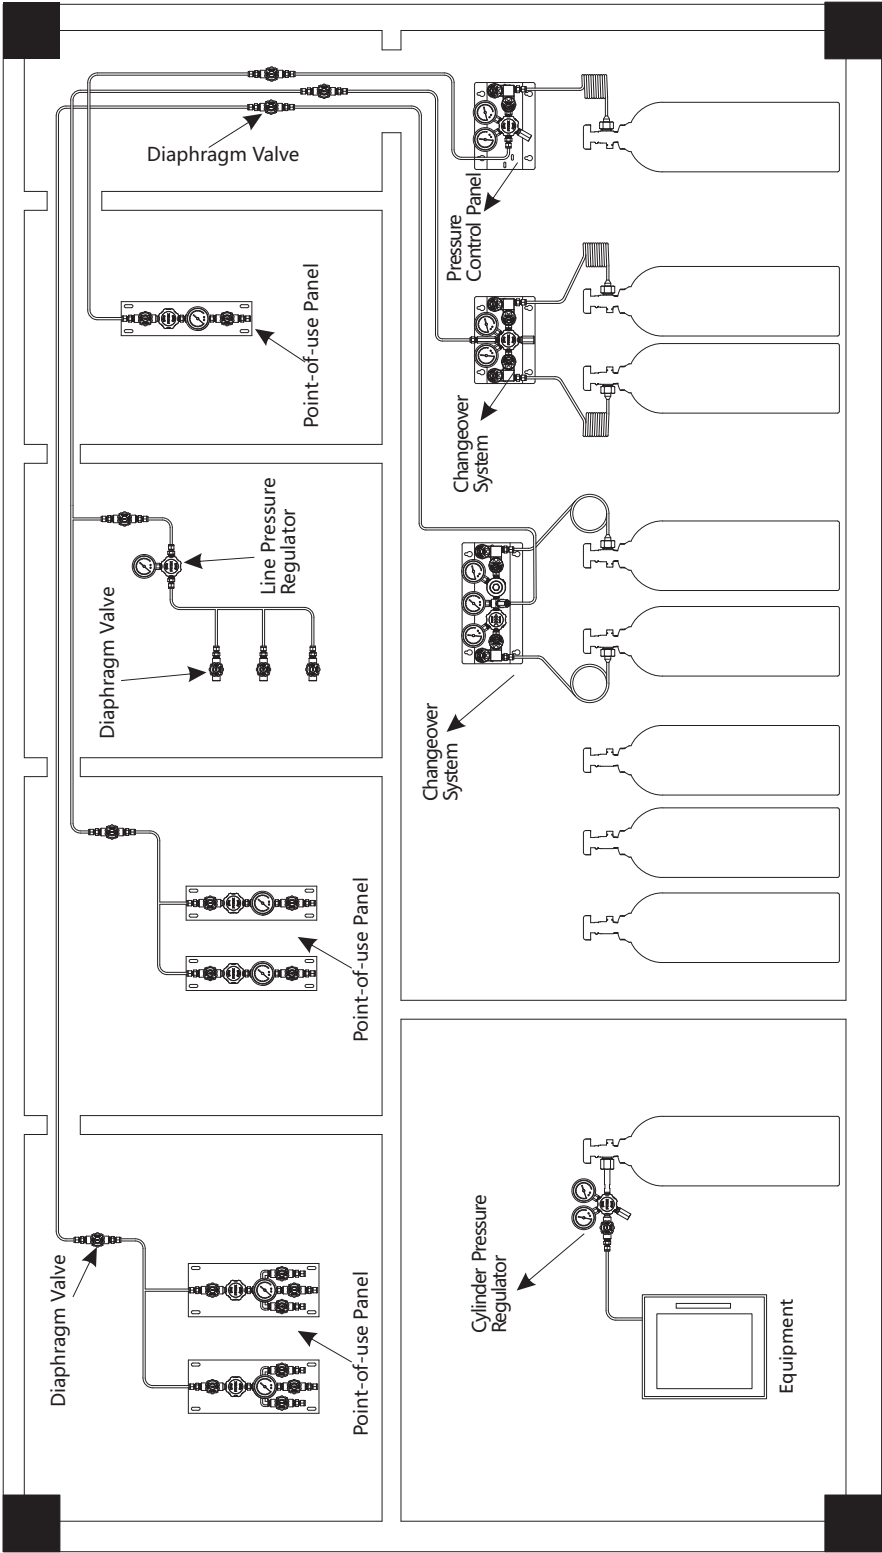 Diaphragm Valve
Pressure
Control Panel
Point-of-use Panel
Changeover
System
Line Pressure
Regulator
Diaphragm Valve
Changeover
System
Point-of-use Panel
Diaphragm Valve
Point-of-use Panel
Cylinder Pressure
Regulator
Equipment